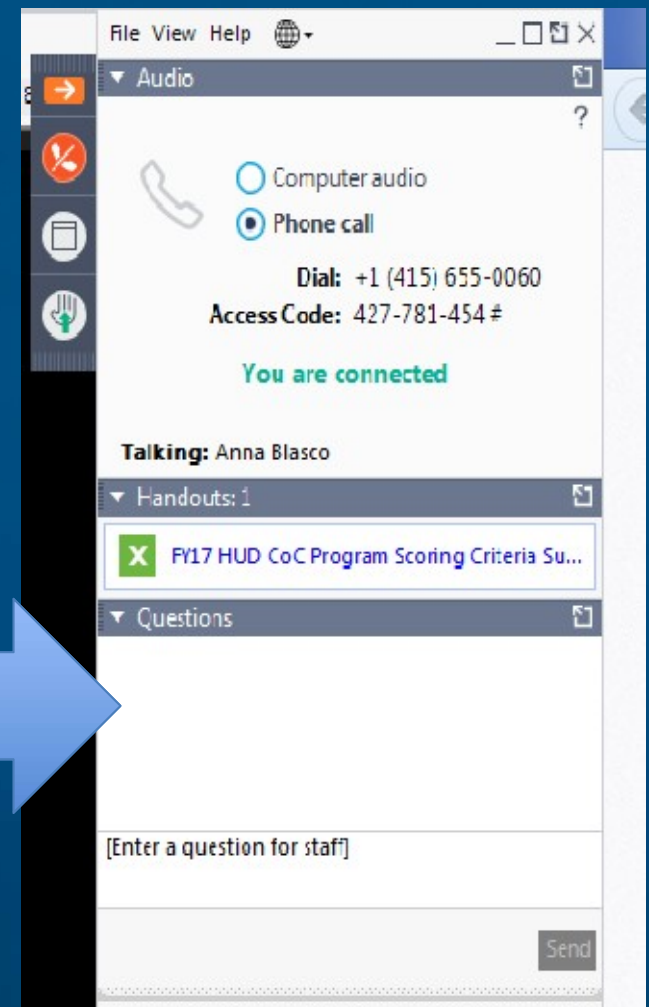 File View Help
Audio
?
Computer audio
Phone call
Dial: +1 (415) 655-0060
Access Code: 427-781-454 #
You are connected
Talking: Anna Blasco
Handouts: 1
X FY17 HUD CoC Program Scoring Criteria Su...
Questions
[Enter a question for staff]
Send